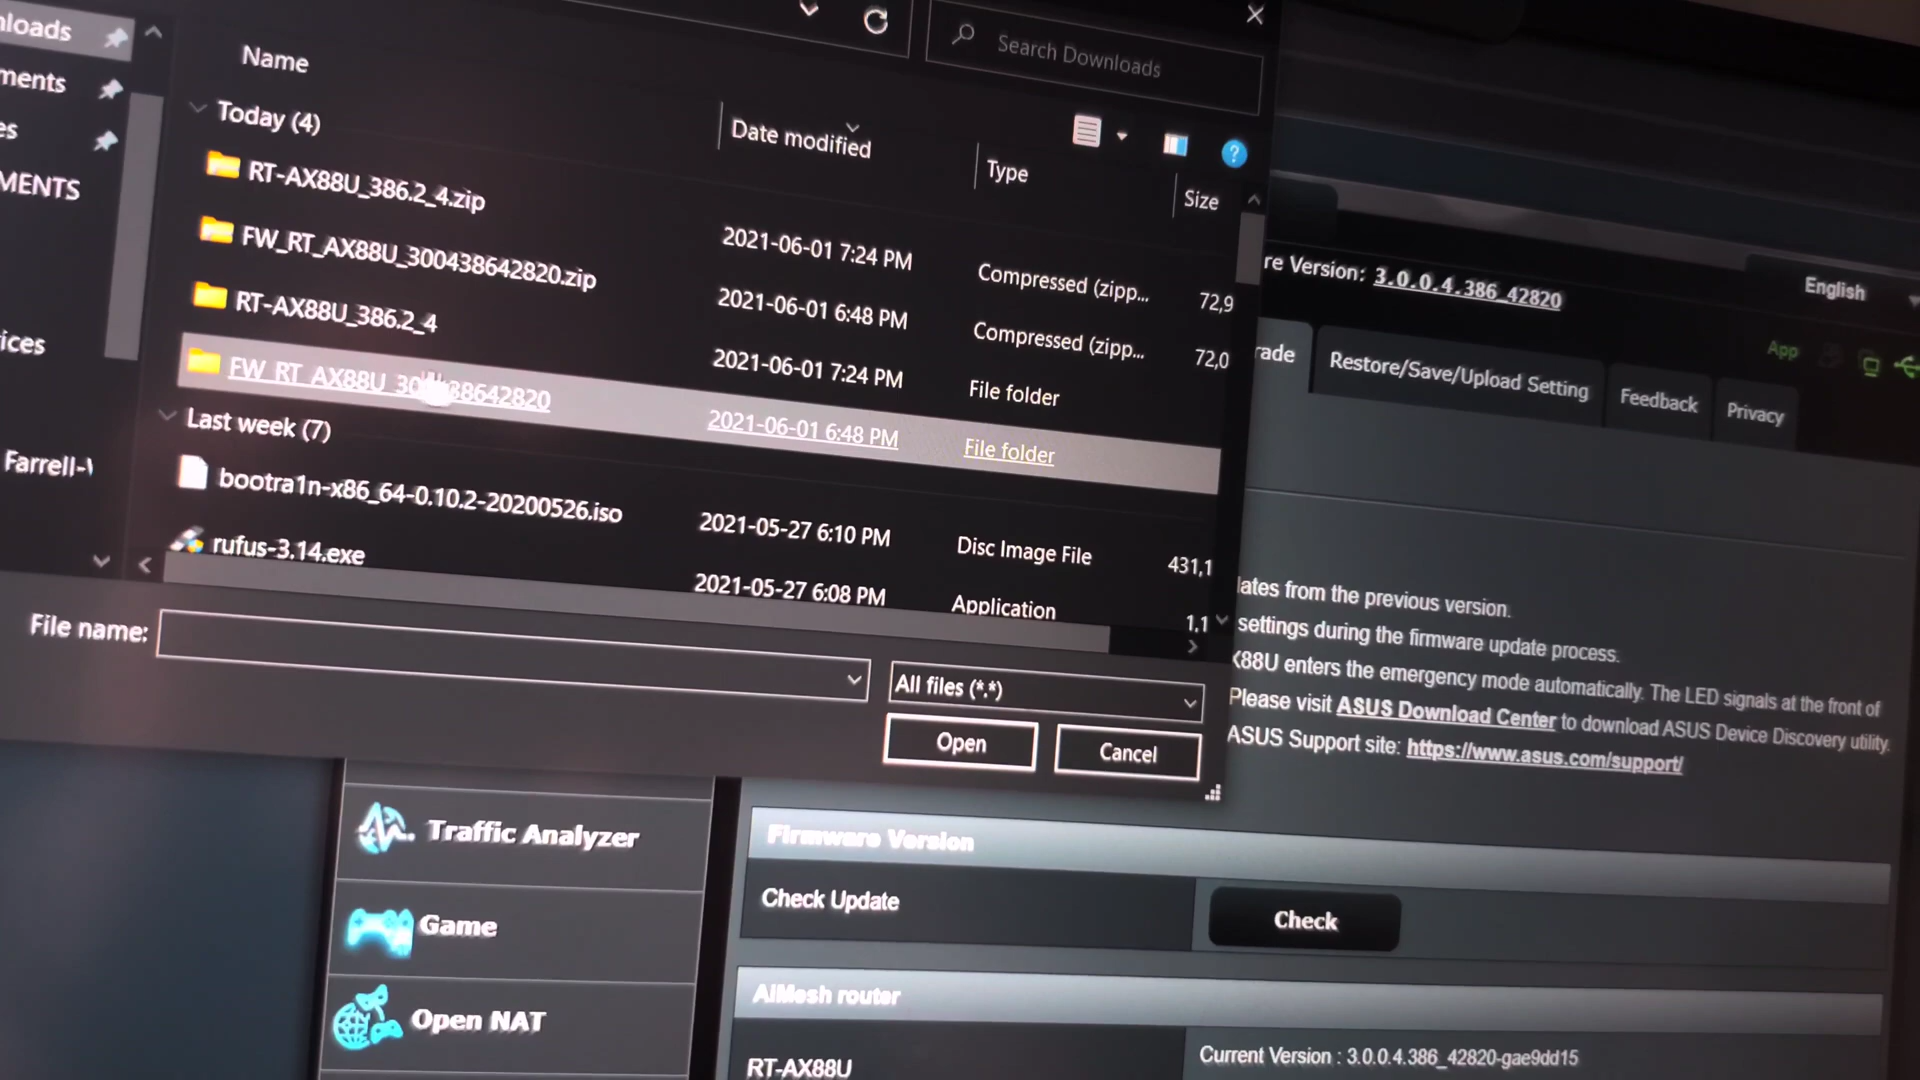 Search Downloads
Name
Date modified
Type
Size
Today (4)
RT-AX88U_386.2_4.zip
2021-06-01 7:24 PM
Compressed (zipp...
72,9
FW_RT_AX88U_300438642820.zip
2021-06-01 6:48 PM
Compressed (zipp...
72,0
RT-AX88U_386.2_4
2021-06-01 7:24 PM
File folder
FW_RT_AX88U_300438642820
2021-06-01 6:48 PM
File folder
Last week (7)
bootra1n-x86_64-0.10.2-20200526.iso
2021-05-27 6:10 PM
Disc Image File
431,1
rufus-3.14.exe
2021-05-27 6:08 PM
Application
1,1
loads
ments
es
MENTS
ices
Farrell-
File name:
All files (*.*)
Open
Cancel
re Version: 3.0.0.4.386_42820
English
App
rade
Restore/Save/Upload Setting
Feedback
Privacy
lates from the previous version.
settings during the firmware update process.
X88U enters the emergency mode automatically. The LED signals at the front of
Please visit ASUS Download Center to download ASUS Device Discovery utility.
ASUS Support site: https://www.asus.com/support/
Traffic Analyzer
Game
Open NAT
Firmware Version
Check Update
Check
AiMesh router
RT-AX88U
Current Version : 3.0.0.4.386_42820-gae9dd15